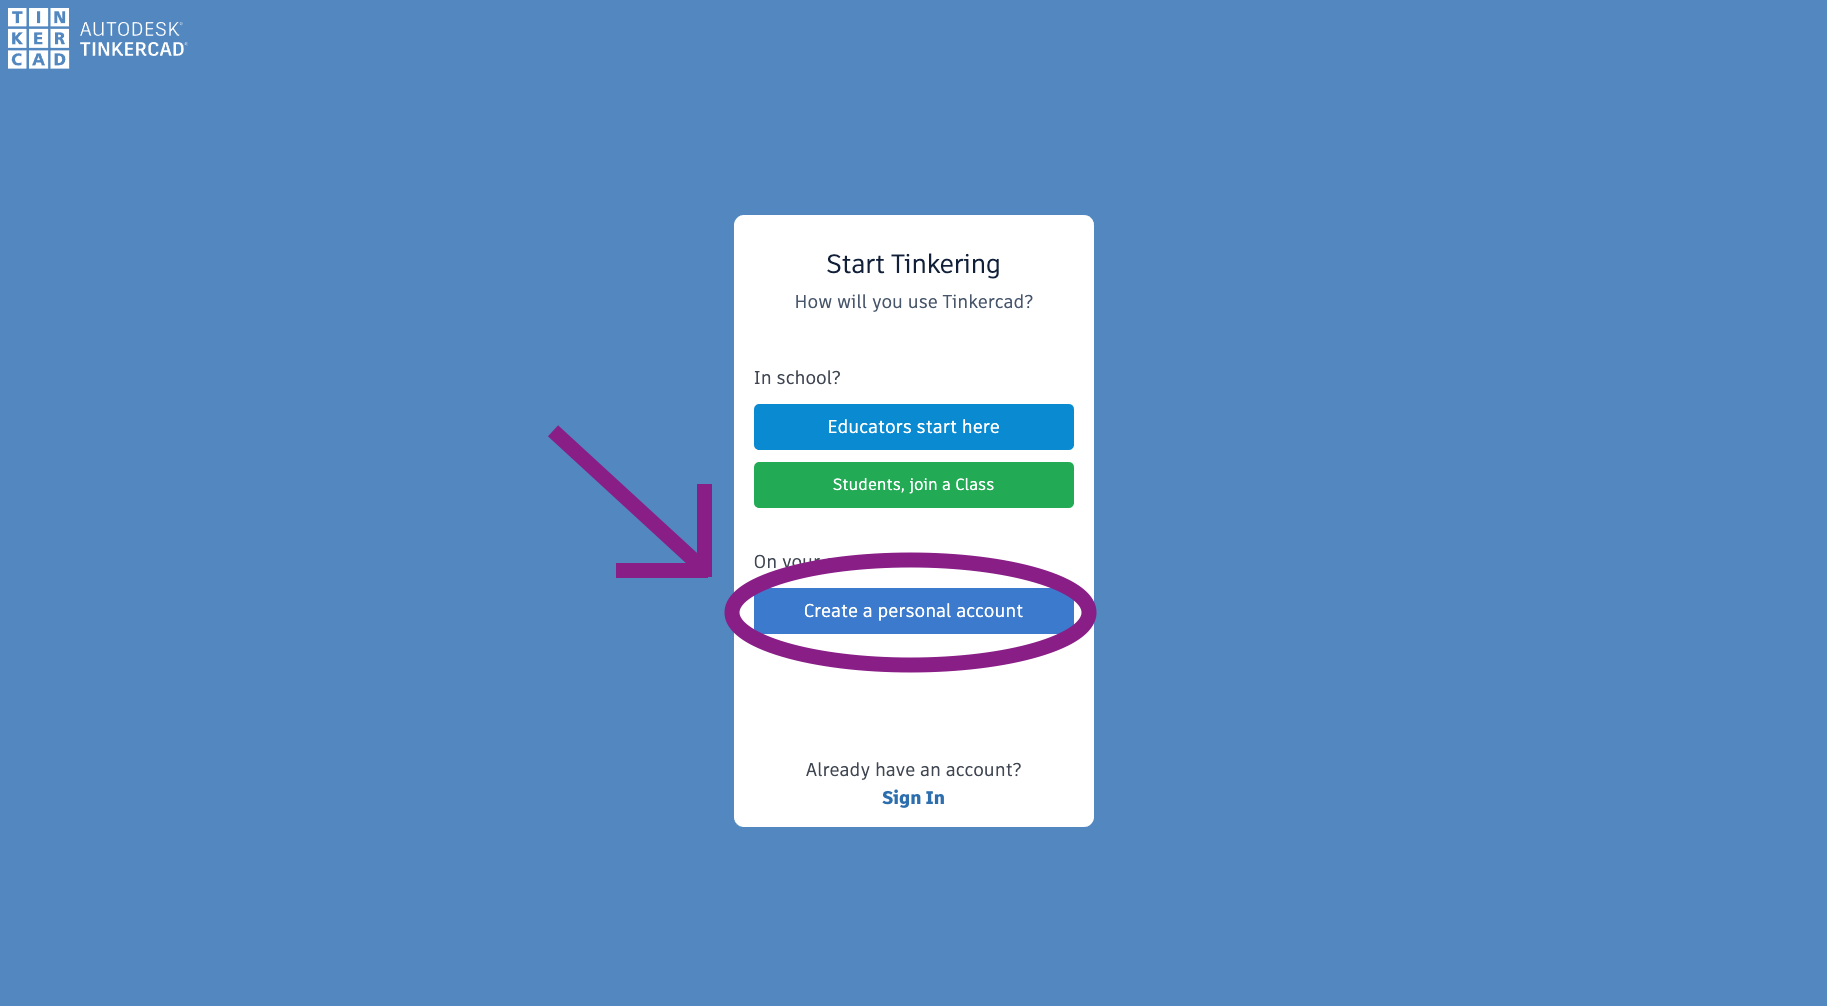 TIN
KER
CAD
AUTODESK®
TINKERCAD®
Start Tinkering
How will you use Tinkercad?
In school?
Educators start here
Students, join a Class
On your
Create a personal account
Already have an account?
Sign In